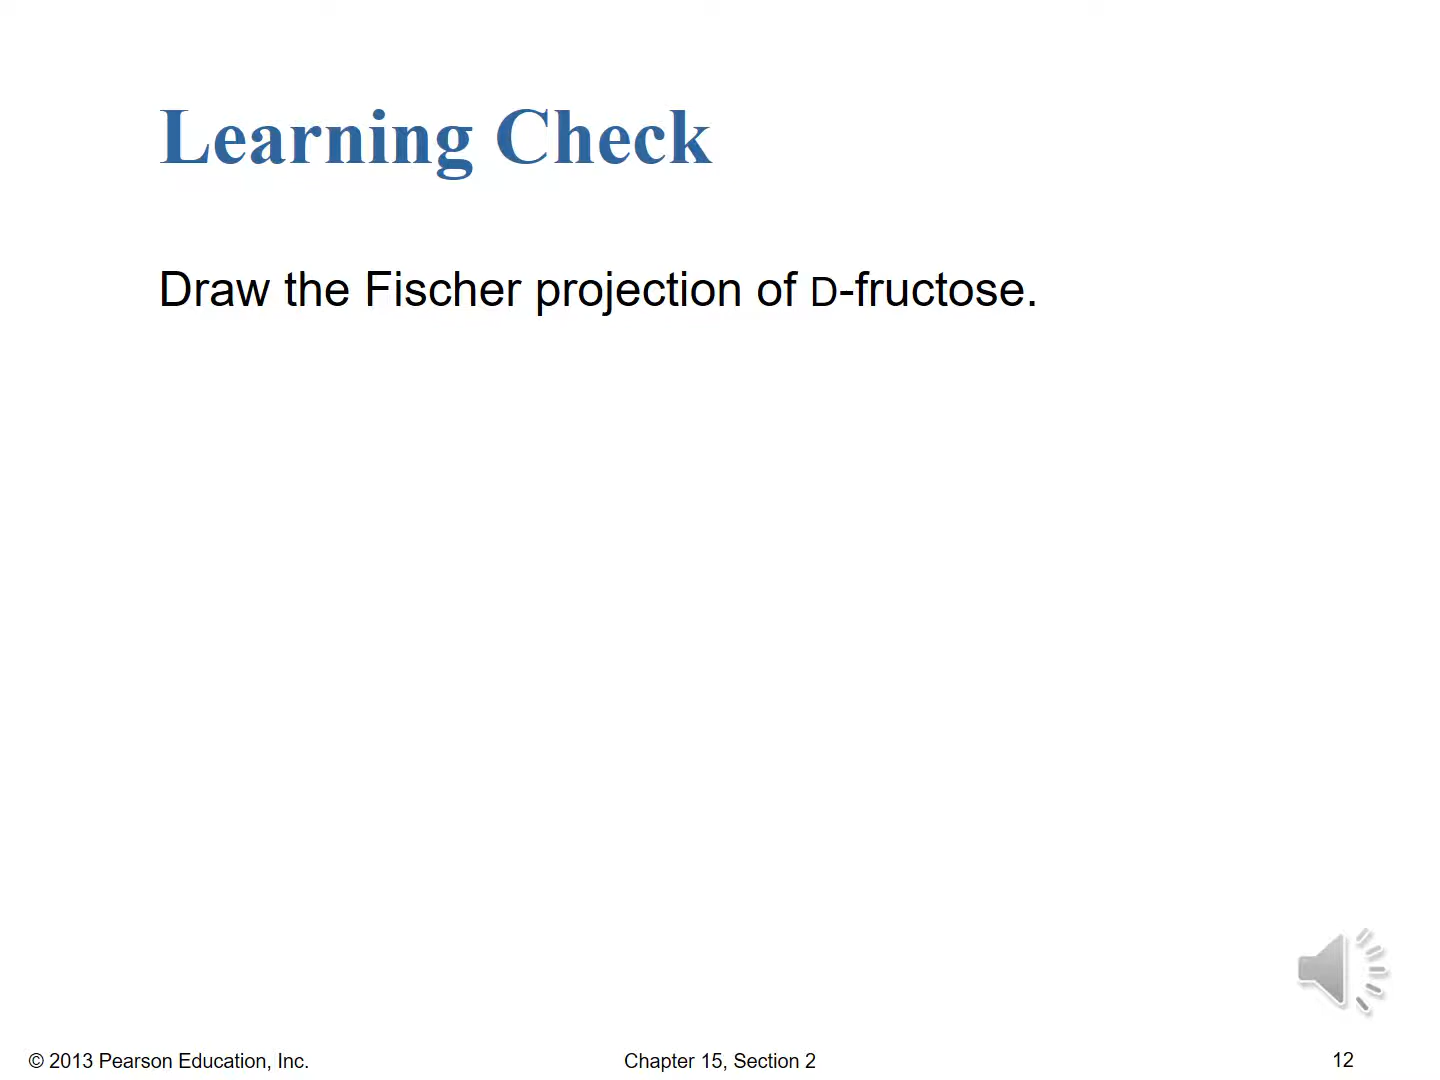 Learning Check
Draw the Fischer projection of D-fructose.
© 2013 Pearson Education, Inc.
Chapter 15, Section 2
12